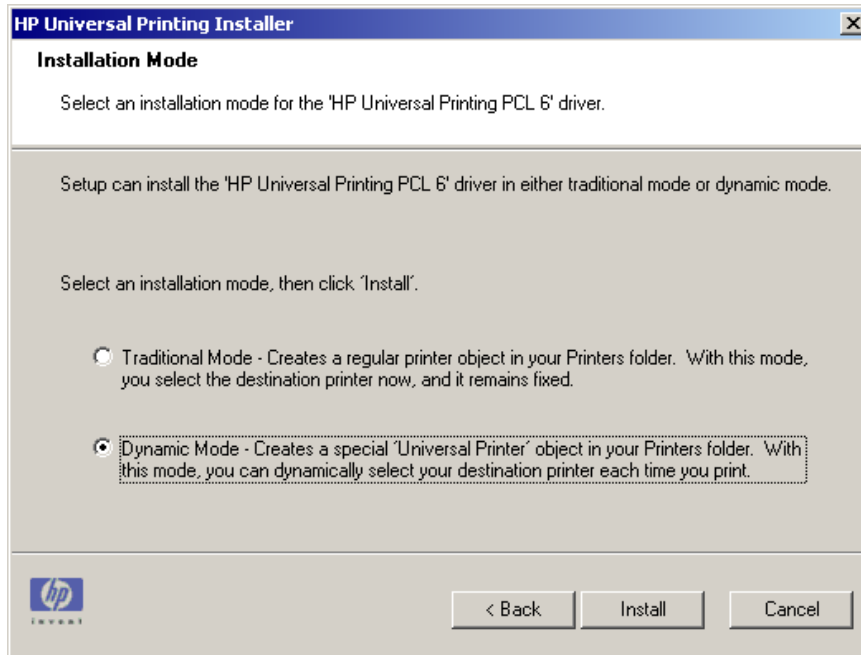 HP Universal Printing Installer
Installation Mode
Select an installation mode for the 'HP Universal Printing PCL 6' driver.
Setup can install the 'HP Universal Printing PCL 6' driver in either traditional mode or dynamic mode.
Select an installation mode, then click ´Install´.
Traditional Mode - Creates a regular printer object in your Printers folder.  With this mode,
you select the destination printer now, and it remains fixed.
Dynamic Mode - Creates a special ´Universal Printer´ object in your Printers folder.  With
this mode, you can dynamically select your destination printer each time you print.
hp
invent
< Back
Install
Cancel